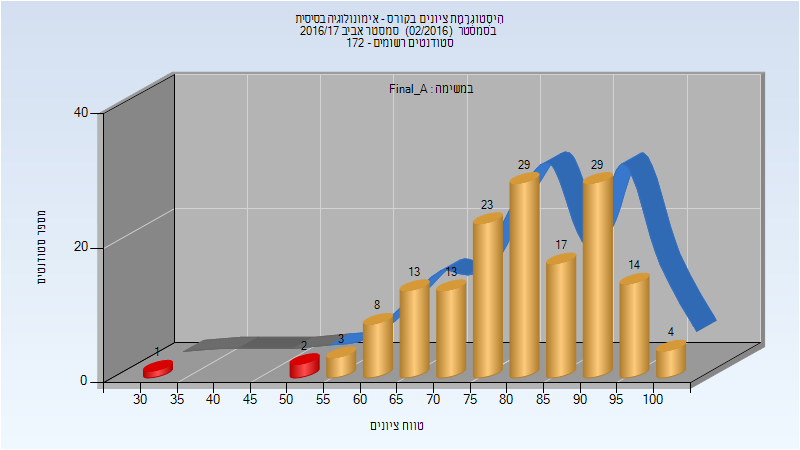 היסטוגרמת ציונים בקורס - אימונולוגיה בסיסית
בסמסטר (02/2016) סמסטר אביב 2016/17
סטודנטים רשומים - 172
במשימה : Final_A
מספר סטודנטים
40
20
0
1
2
3
8
13
13
23
29
17
29
14
4
30 35 40 45 50 55 60 65 70 75 80 85 90 95 100
טווח ציונים